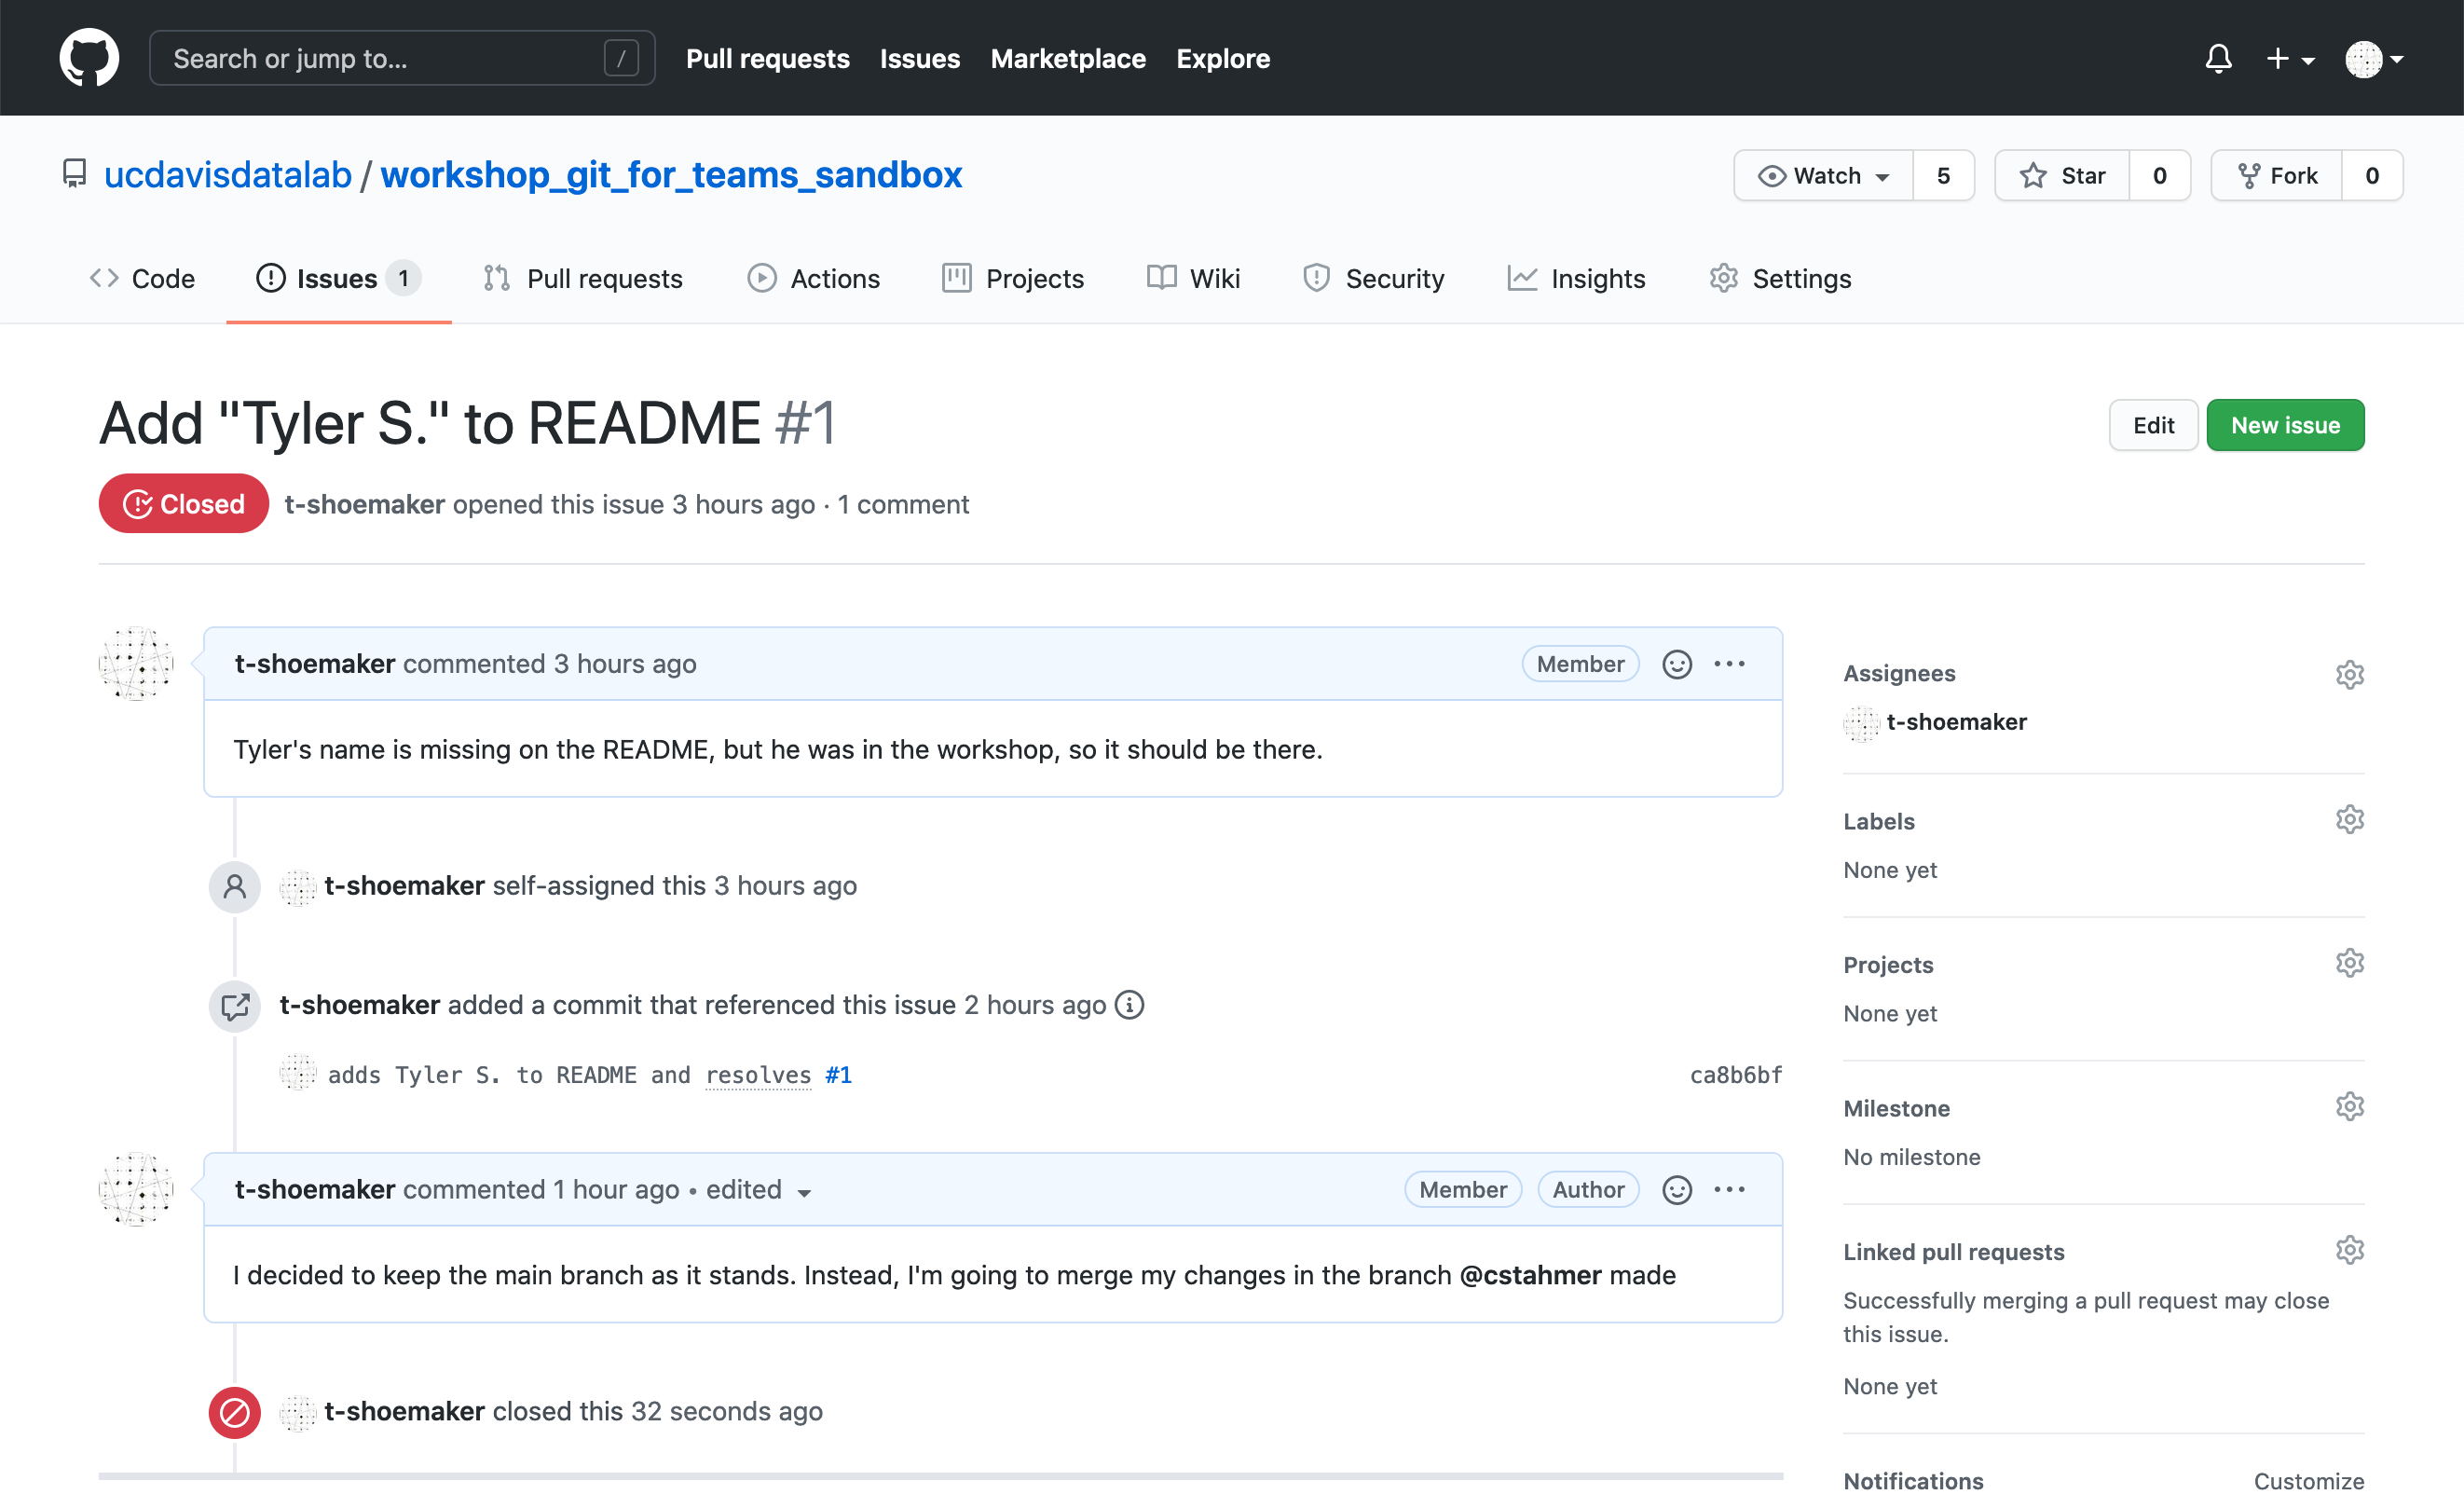 Search or jump to... /
Pull requests Issues Marketplace Explore
ucdavisdatalab / workshop_git_for_teams_sandbox
Watch 5 Star 0 Fork 0
Code Issues 1 Pull requests Actions Projects Wiki Security Insights Settings
Add "Tyler S." to README #1
Edit New issue
Closed t-shoemaker opened this issue 3 hours ago · 1 comment
t-shoemaker commented 3 hours ago Member
Tyler's name is missing on the README, but he was in the workshop, so it should be there.
t-shoemaker self-assigned this 3 hours ago
t-shoemaker added a commit that referenced this issue 2 hours ago
adds Tyler S. to README and resolves #1 ca8b6bf
t-shoemaker commented 1 hour ago • edited Member Author
I decided to keep the main branch as it stands. Instead, I'm going to merge my changes in the branch @cstahmer made
t-shoemaker closed this 32 seconds ago
Assignees
t-shoemaker
Labels
None yet
Projects
None yet
Milestone
No milestone
Linked pull requests
Successfully merging a pull request may close
this issue.
None yet
Notifications Customize